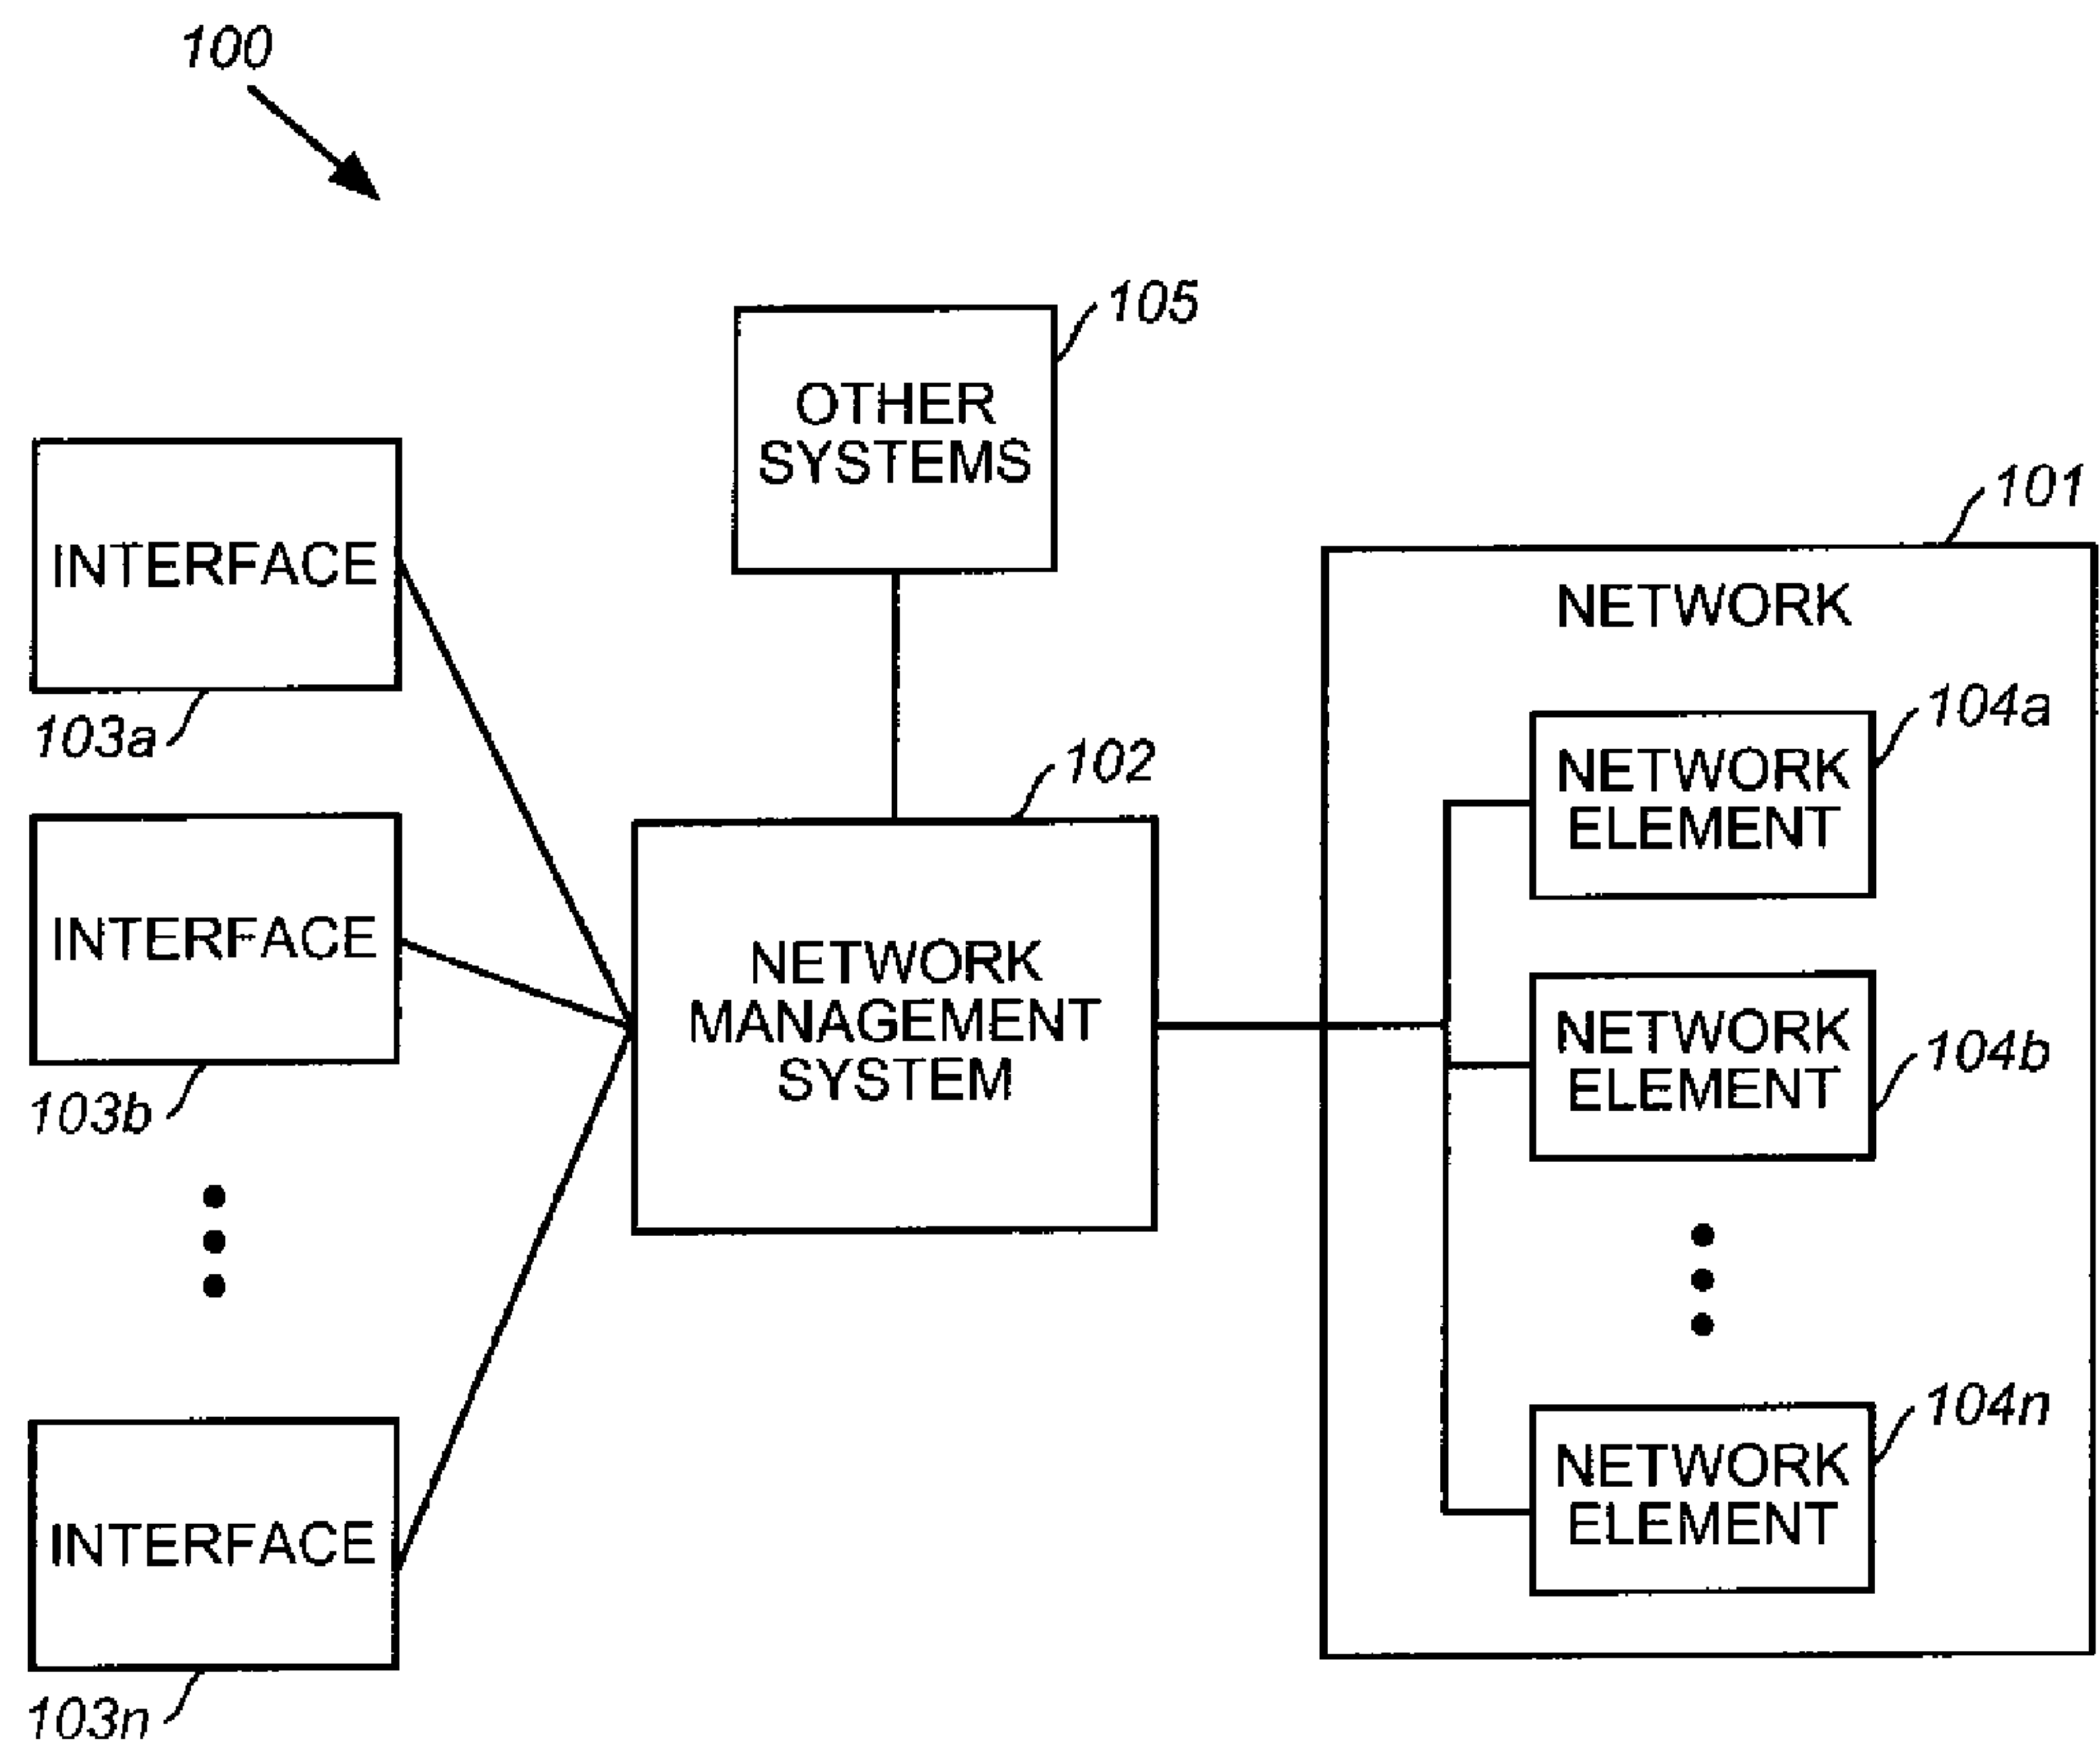 100
OTHER
SYSTEMS
105
INTERFACE
103a
INTERFACE
103b
INTERFACE
103n
NETWORK
MANAGEMENT
SYSTEM
102
NETWORK
101
NETWORK
ELEMENT
104a
NETWORK
ELEMENT
104b
NETWORK
ELEMENT
104n